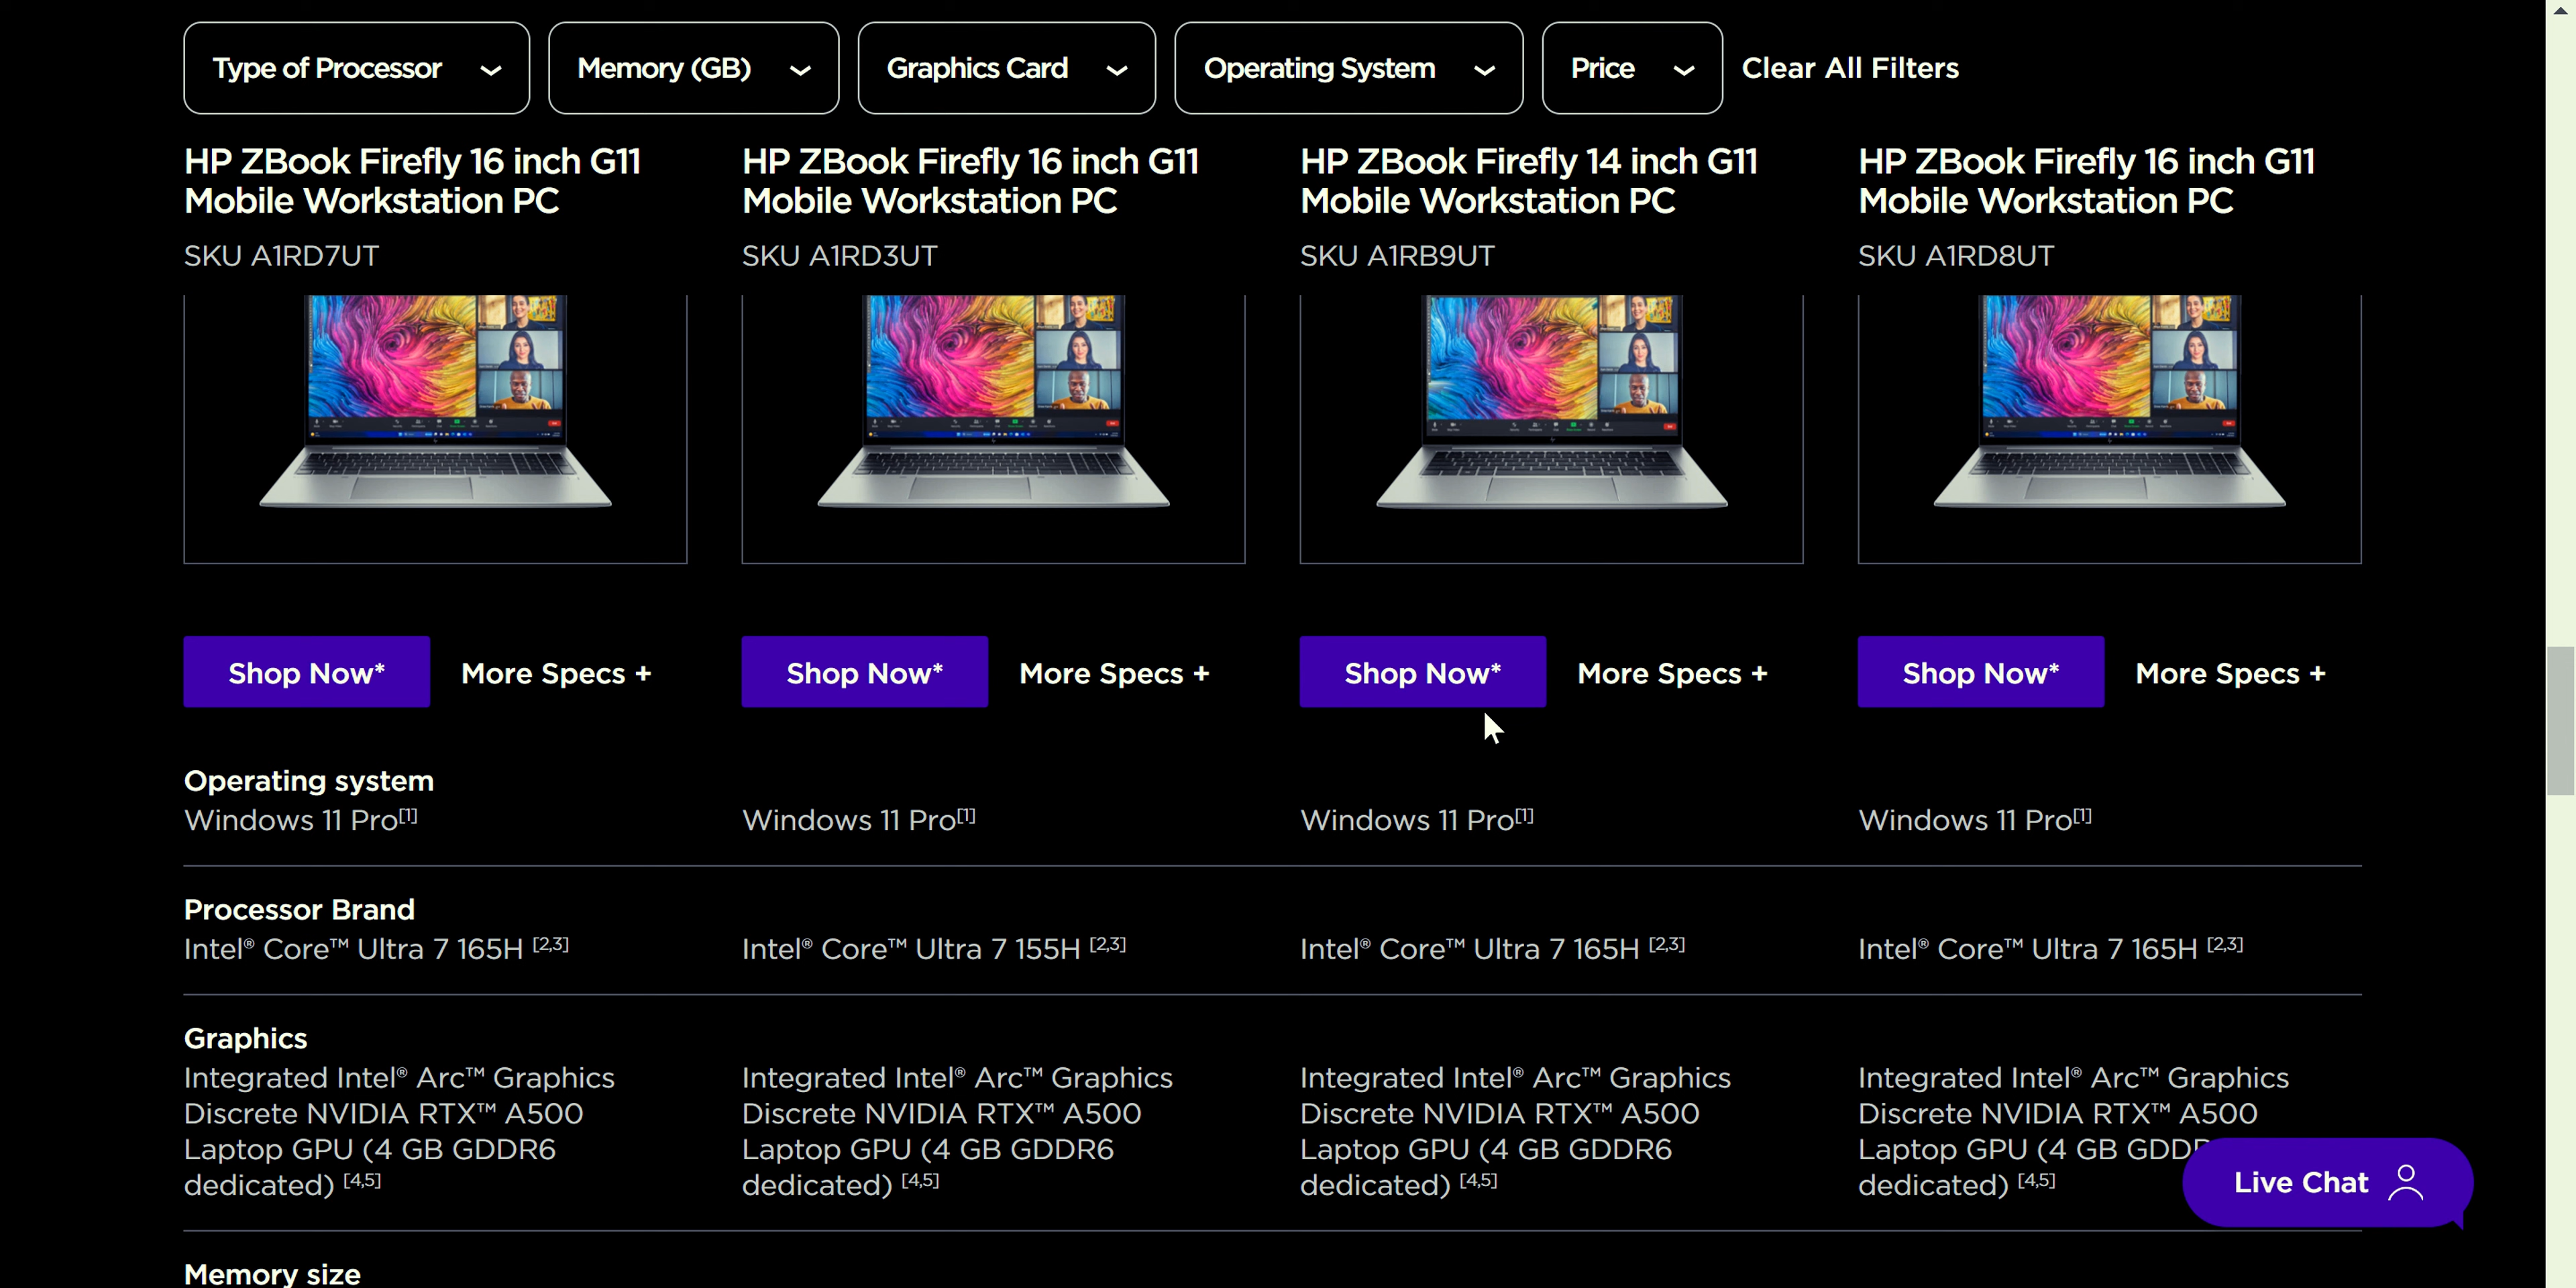 Type of Processor
Memory (GB)
Graphics Card
Operating System
Price
Clear All Filters
HP ZBook Firefly 16 inch G11
Mobile Workstation PC
SKU A1RD7UT
HP ZBook Firefly 16 inch G11
Mobile Workstation PC
SKU A1RD3UT
HP ZBook Firefly 14 inch G11
Mobile Workstation PC
SKU A1RB9UT
HP ZBook Firefly 16 inch G11
Mobile Workstation PC
SKU A1RD8UT
Shop Now*
More Specs +
Shop Now*
More Specs +
Shop Now*
More Specs +
Shop Now*
More Specs +
Operating system
Windows 11 Pro[1]
Windows 11 Pro[1]
Windows 11 Pro[1]
Windows 11 Pro[1]
Processor Brand
Intel® Core™ Ultra 7 165H [2,3]
Intel® Core™ Ultra 7 155H [2,3]
Intel® Core™ Ultra 7 165H [2,3]
Intel® Core™ Ultra 7 165H [2,3]
Graphics
Integrated Intel® Arc™ Graphics
Discrete NVIDIA RTX™ A500
Laptop GPU (4 GB GDDR6
dedicated) [4,5]
Integrated Intel® Arc™ Graphics
Discrete NVIDIA RTX™ A500
Laptop GPU (4 GB GDDR6
dedicated) [4,5]
Integrated Intel® Arc™ Graphics
Discrete NVIDIA RTX™ A500
Laptop GPU (4 GB GDDR6
dedicated) [4,5]
Integrated Intel® Arc™ Graphics
Discrete NVIDIA RTX™ A500
Laptop GPU (4 GB
dedicated) [4,5]
Live Chat
Memory size